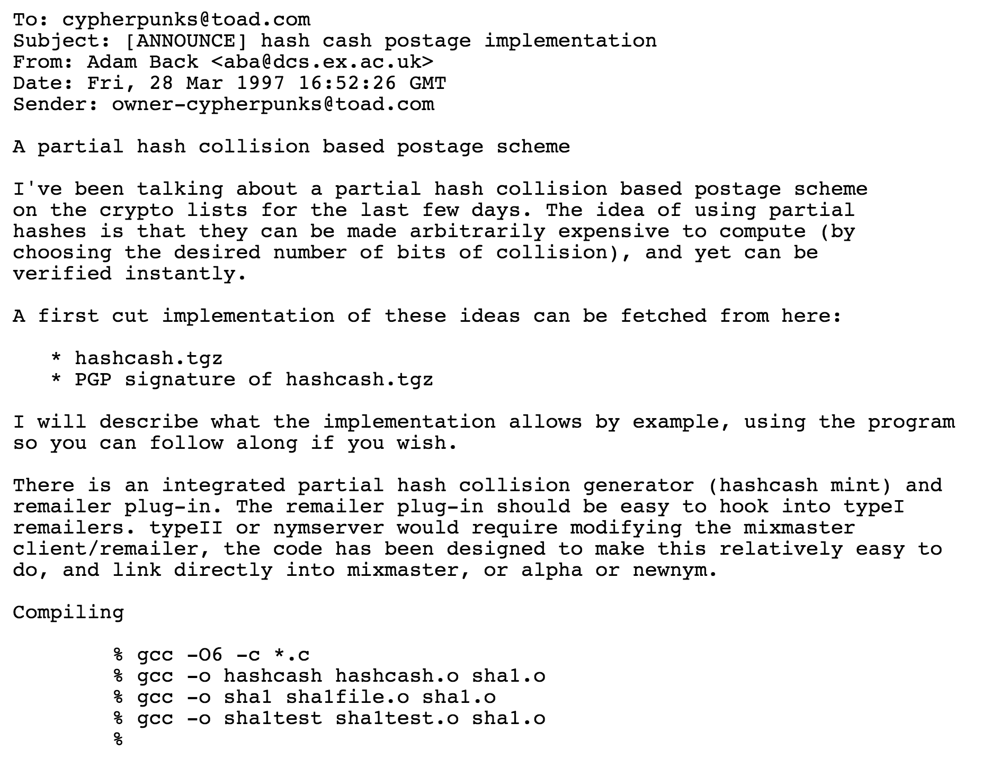 To: cypherpunks@toad.com
Subject: [ANNOUNCE] hash cash postage implementation
From: Adam Back <aba@dcs.ex.ac.uk>
Date: Fri, 28 Mar 1997 16:52:26 GMT
Sender: owner-cypherpunks@toad.com

A partial hash collision based postage scheme

I've been talking about a partial hash collision based postage scheme
on the crypto lists for the last few days. The idea of using partial
hashes is that they can be made arbitrarily expensive to compute (by
choosing the desired number of bits of collision), and yet can be
verified instantly.

A first cut implementation of these ideas can be fetched from here:

   * hashcash.tgz
   * PGP signature of hashcash.tgz

I will describe what the implementation allows by example, using the program
so you can follow along if you wish.

There is an integrated partial hash collision generator (hashcash mint) and
remailer plug-in. The remailer plug-in should be easy to hook into typeI
remailers. typeII or nymserver would require modifying the mixmaster
client/remailer, the code has been designed to make this relatively easy to
do, and link directly into mixmaster, or alpha or newnym.

Compiling

        % gcc -O6 -c *.c
        % gcc -o hashcash hashcash.o sha1.o
        % gcc -o sha1 sha1file.o sha1.o
        % gcc -o sha1test sha1test.o sha1.o
        %